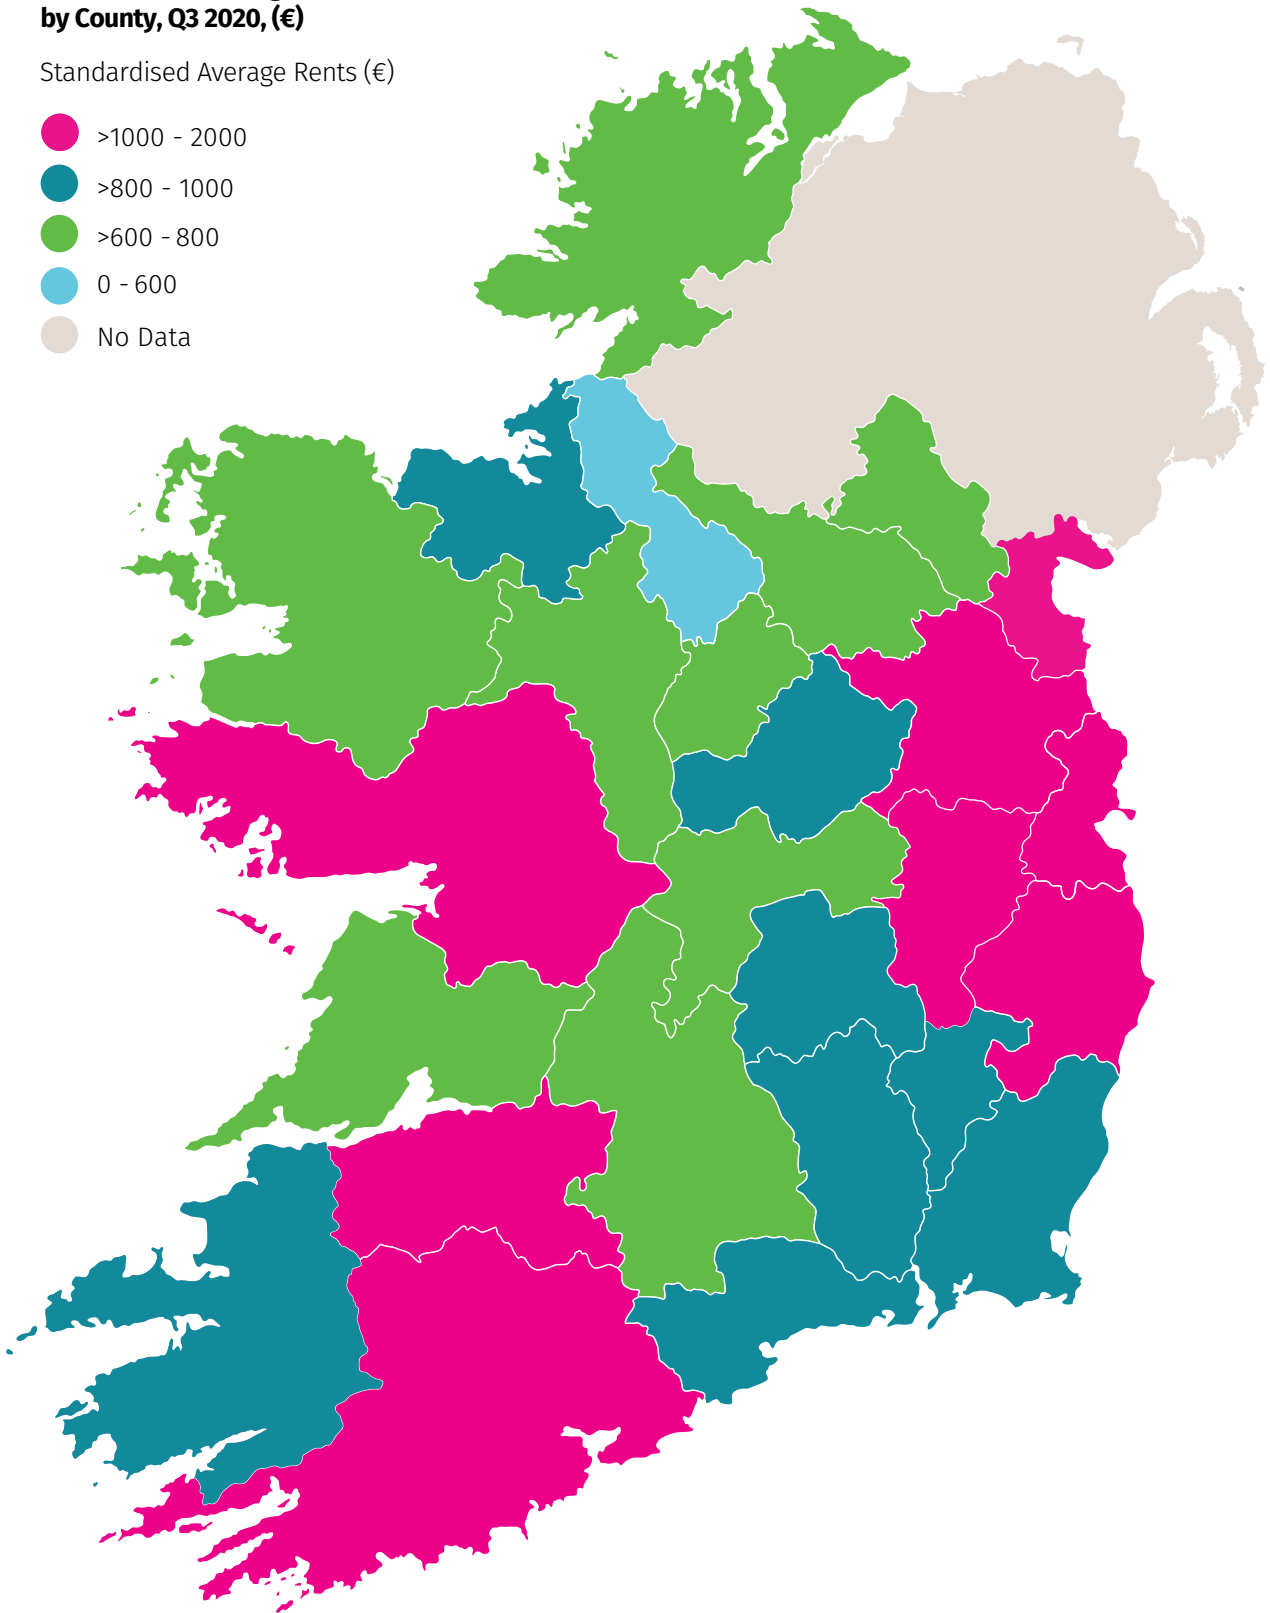 by County, Q3 2020, (€)
Standardised Average Rents (€)
>1000 - 2000
>800 - 1000
>600 - 800
0 - 600
No Data